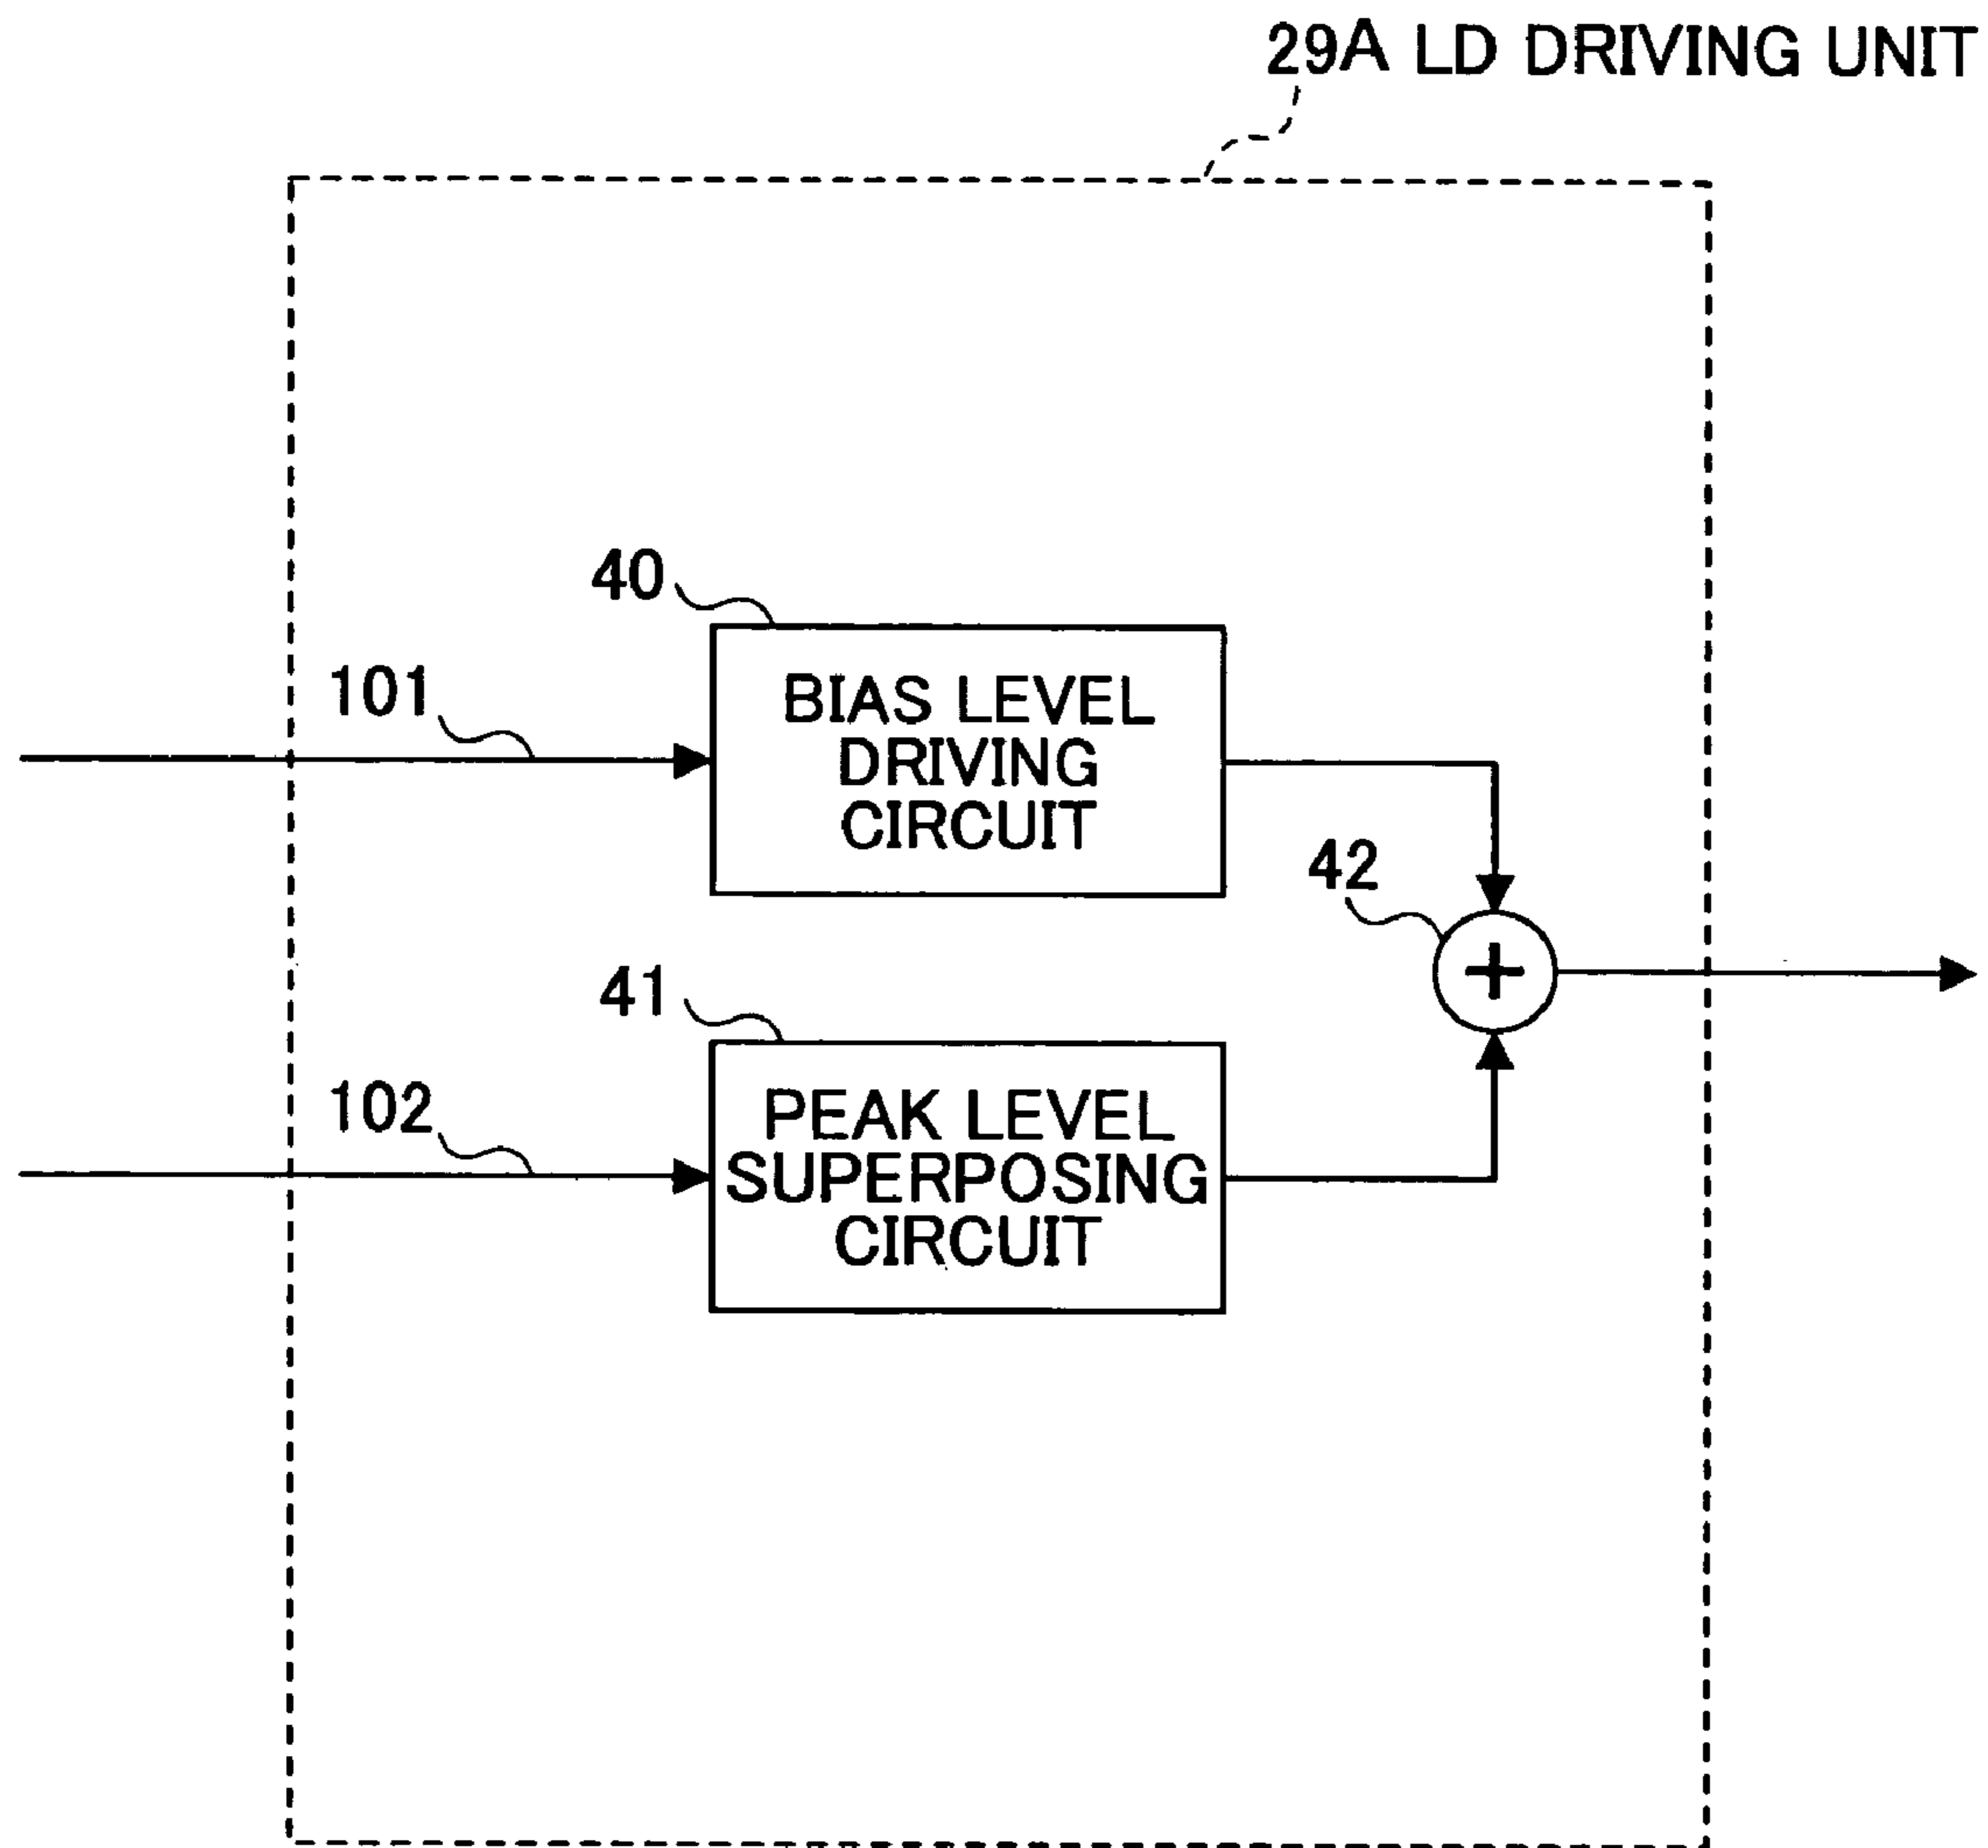 29A LD DRIVING UNIT
40
101
BIAS LEVEL
DRIVING
CIRCUIT
42
41
102
PEAK LEVEL
SUPERPOSING
CIRCUIT
+